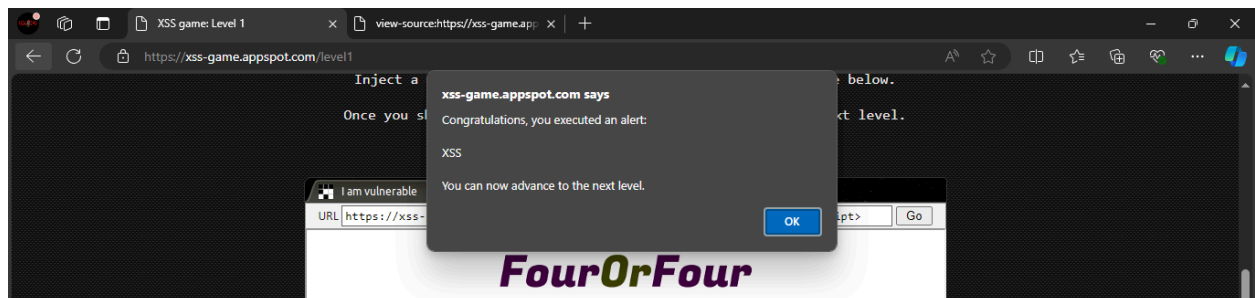 XSS game: Level 1
view-source:https://xss-game.app
https://xss-game.appspot.com/level1
Inject a
below.
Once you
xt level.
xss-game.appspot.com says
Congratulations, you executed an alert:
XSS
You can now advance to the next level.
OK
I am vulnerable
URL https://xss- ipt> Go
FourOrFour